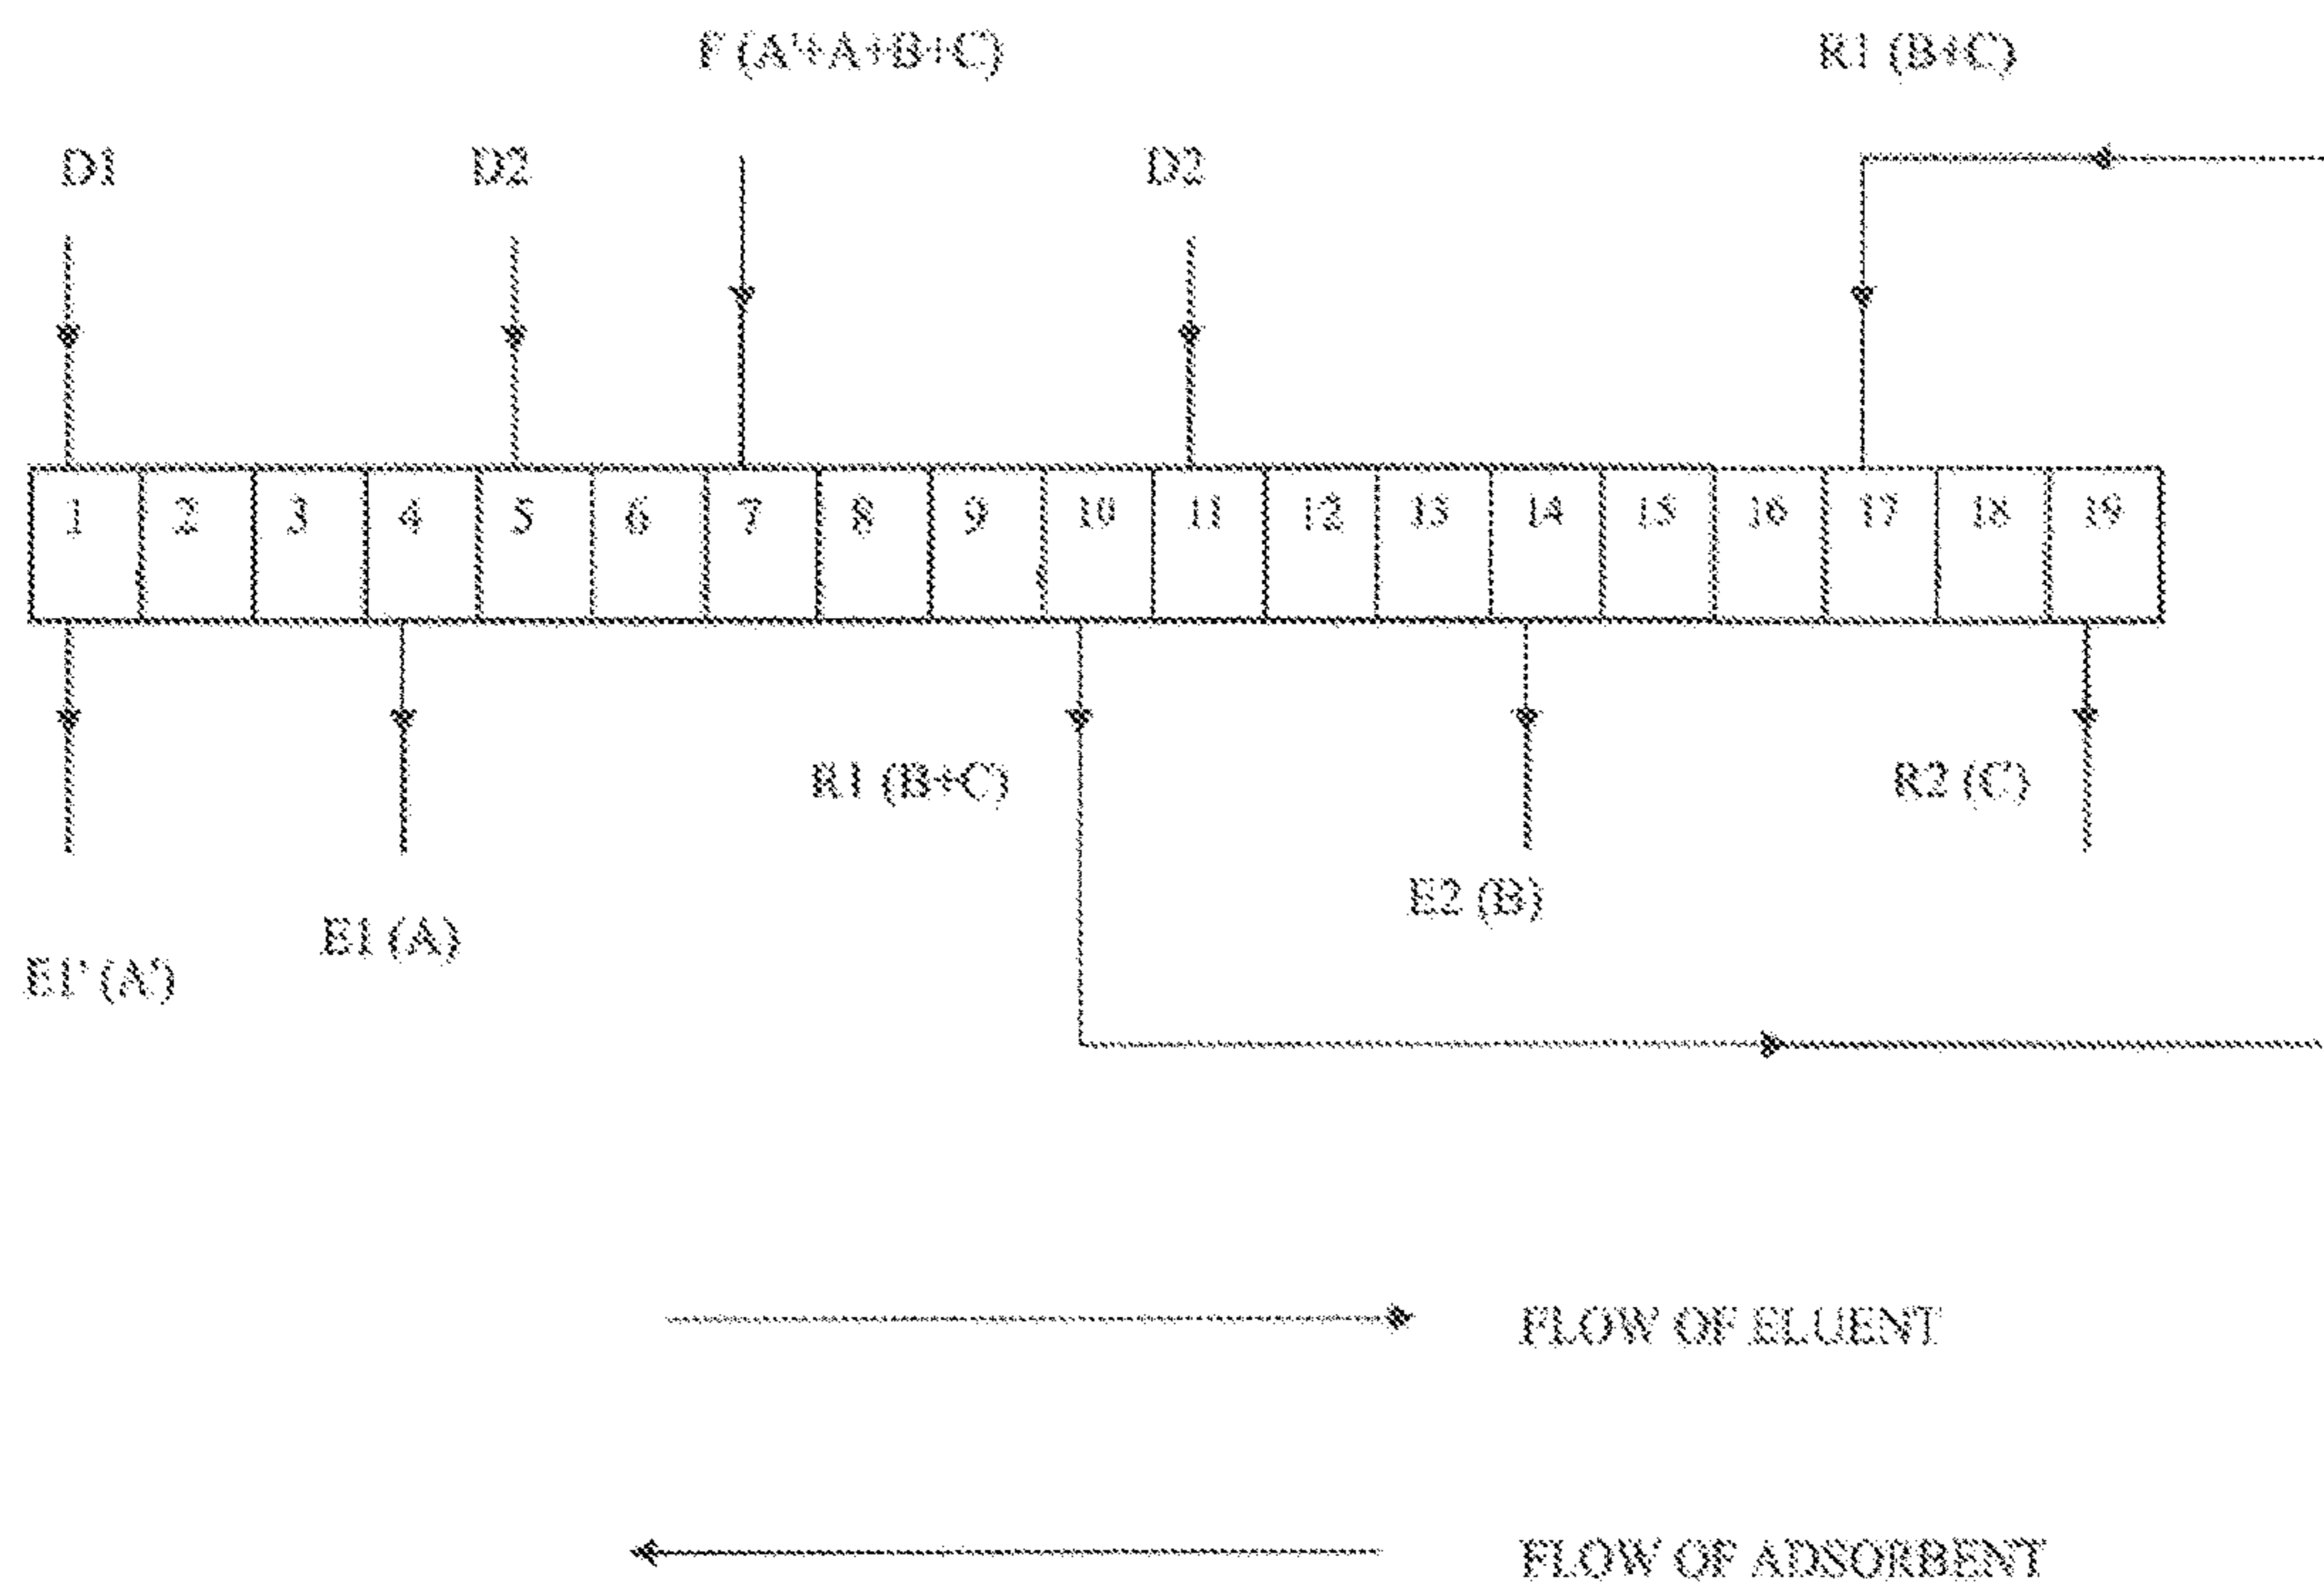 F (A'+A+B+C)
R1 (B+C)
D1
D2
D2
1 2 3 4 5 6 7 8 9 10 11 12 13 14 15 16 17 18 19
R1 (B+C)
R2 (C)
E2 (B)
E1 (A)
E1' (A')
FLOW OF ELUENT
FLOW OF ADSORBENT